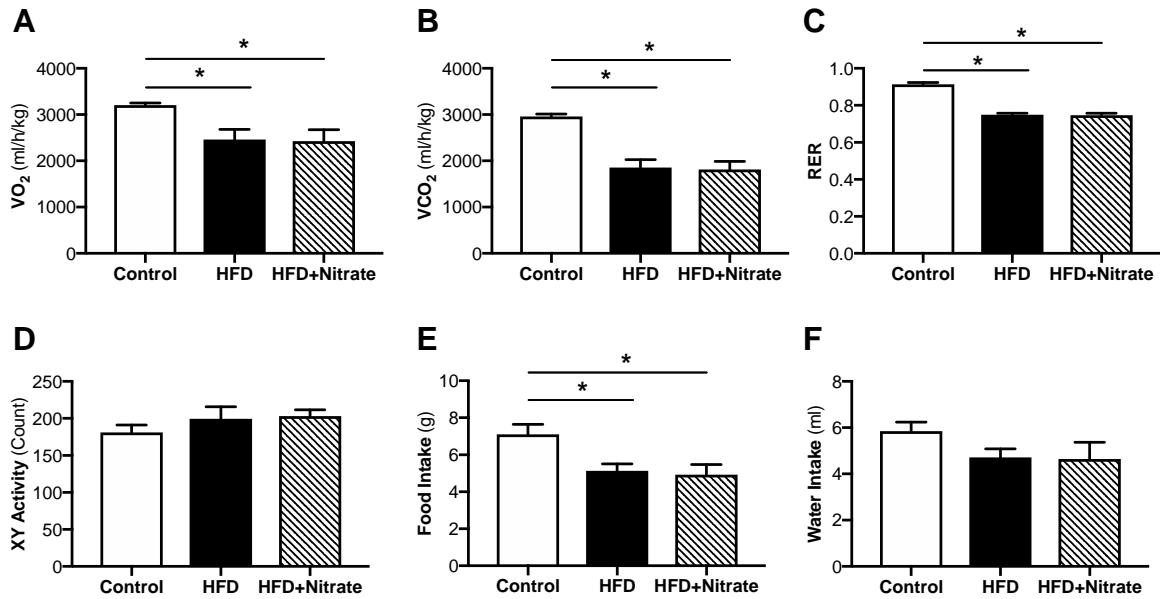 A
*
*
4000
3000
2000
1000
0
VO2 (ml/h/kg)
Control HFD HFD+Nitrate
B
*
*
4000
3000
2000
1000
0
VCO2 (ml/h/kg)
Control HFD HFD+Nitrate
C
*
*
1.0
0.8
0.6
0.4
0.2
0.0
RER
Control HFD HFD+Nitrate
D
250
200
150
100
50
0
XY Activity (Count)
Control HFD HFD+Nitrate
E
*
*
10
8
6
4
2
0
Food Intake (g)
Control HFD HFD+Nitrate
F
8
6
4
2
0
Water Intake (ml)
Control HFD HFD+Nitrate